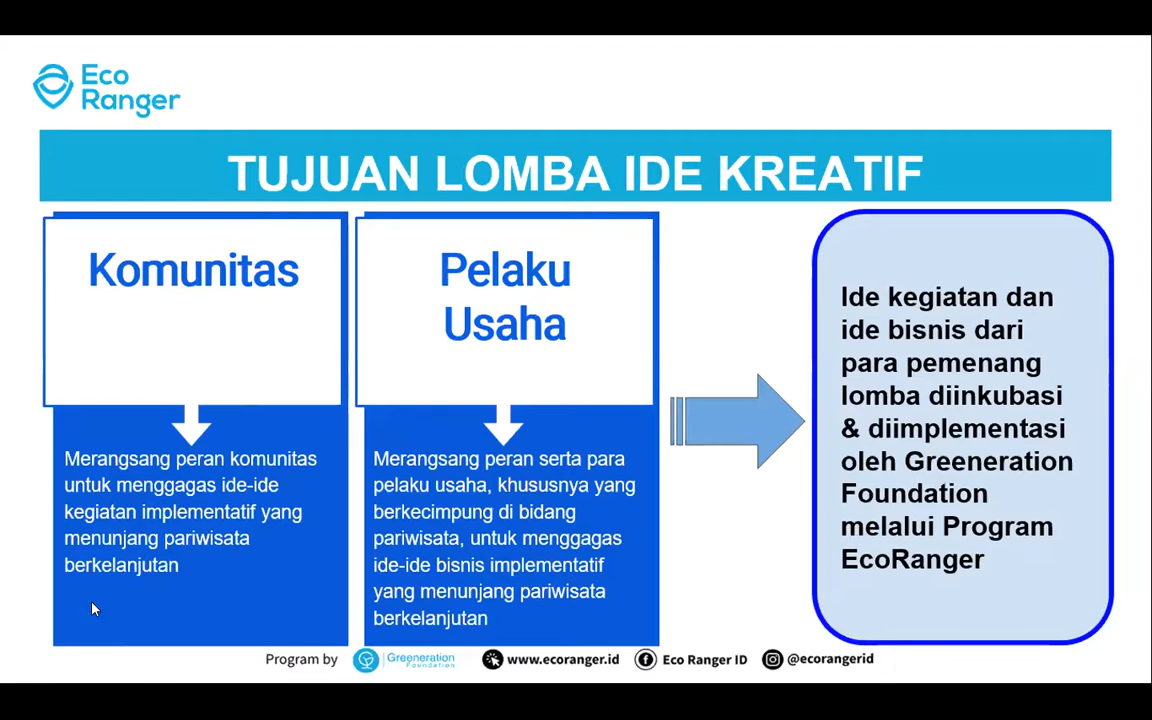 Eco
Ranger
TUJUAN LOMBA IDE KREATIF
Komunitas
Merangsang peran komunitas
untuk menggagas ide-ide
kegiatan implementatif yang
menunjang pariwisata
berkelanjutan
Pelaku
Usaha
Merangsang peran serta para
pelaku usaha, khususnya yang
berkecimpung di bidang
pariwisata, untuk menggagas
ide-ide bisnis implementatif
yang menunjang pariwisata
berkelanjutan
Ide kegiatan dan
ide bisnis dari
para pemenang
lomba diinkubasi
& diimplementasi
oleh Greeneration
Foundation
melalui Program
EcoRanger
Program by
Greeneration
Foundation
www.ecoranger.id
Eco Ranger ID
@ecorangerid